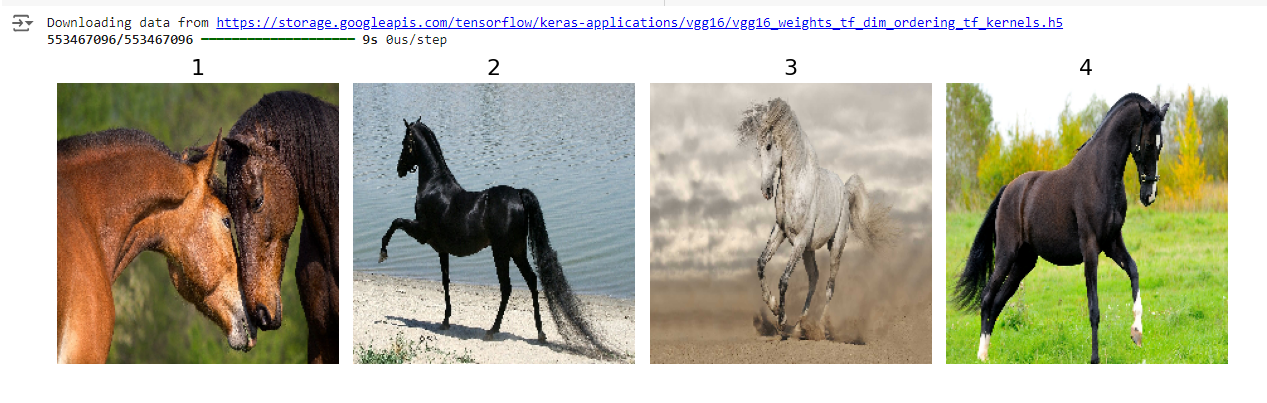 Downloading data from https://storage.googleapis.com/tensorflow/keras-applications/vgg16/vgg16_weights_tf_dim_ordering_tf_kernels.h5
553467096/553467096 ━━━━━━━━━━━━━━━━━━━━ 9s 0us/step
1 2 3 4